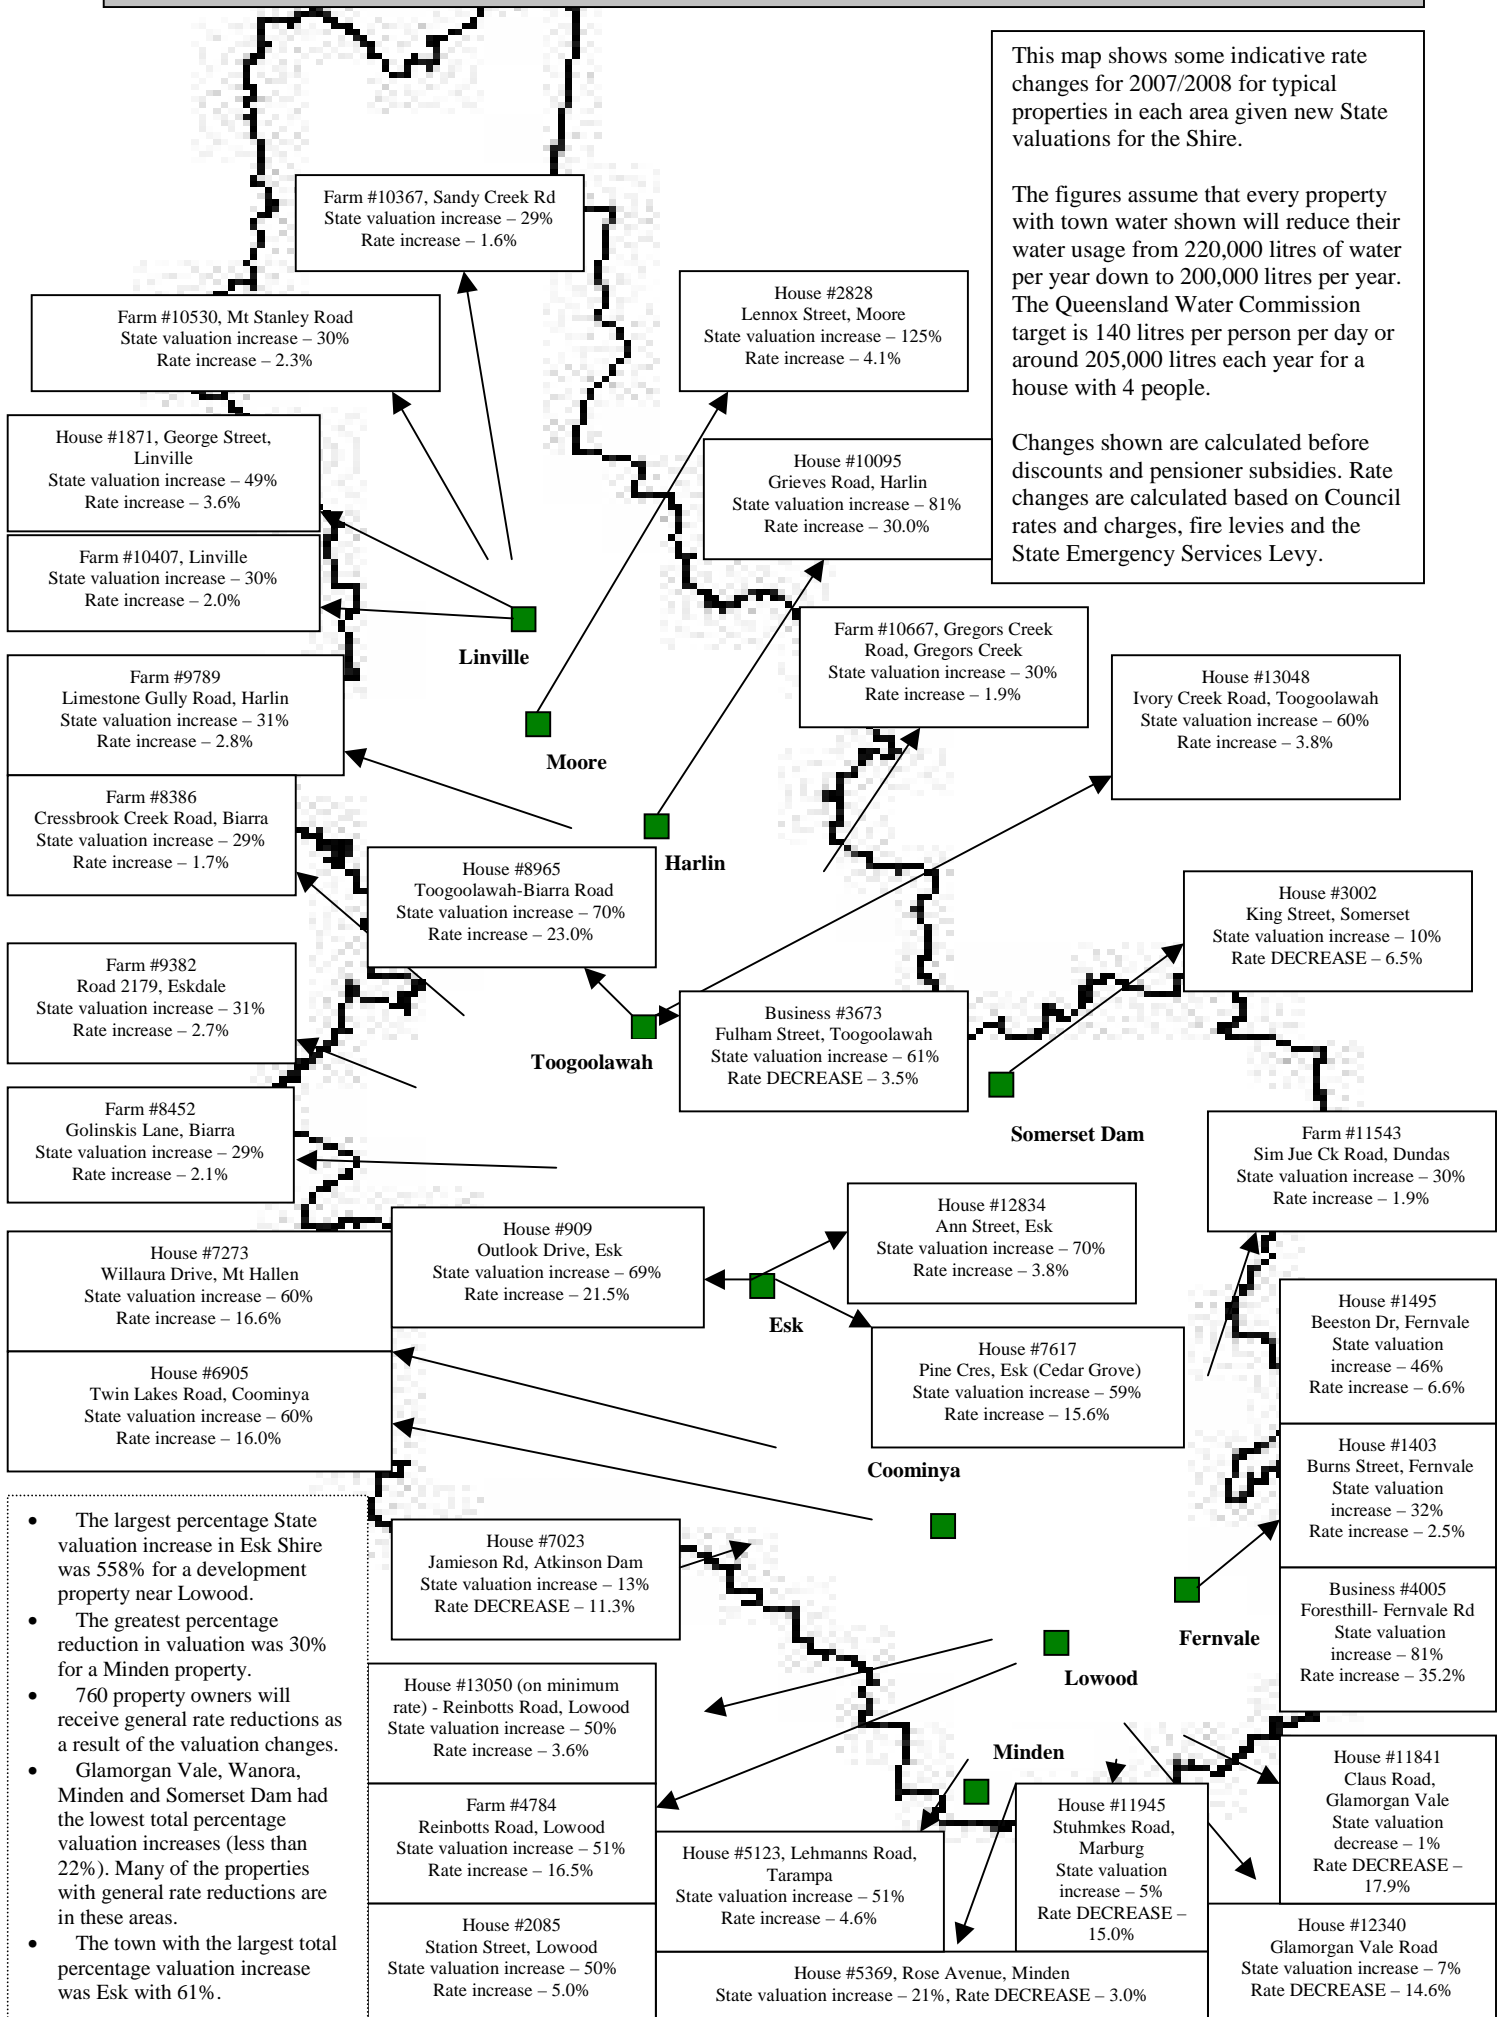 This map shows some indicative rate
changes for 2007/2008 for typical
properties in each area given new State
valuations for the Shire.
The figures assume that every property
with town water shown will reduce their
water usage from 220,000 litres of water
per year down to 200,000 litres per year.
The Queensland Water Commission
target is 140 litres per person per day or
around 205,000 litres each year for a
house with 4 people.
Changes shown are calculated before
discounts and pensioner subsidies. Rate
changes are calculated based on Council
rates and charges, fire levies and the
State Emergency Services Levy.
Farm #10367, Sandy Creek Rd
State valuation increase – 29%
Rate increase – 1.6%
House #2828
Lennox Street, Moore
State valuation increase – 125%
Rate increase – 4.1%
Farm #10530, Mt Stanley Road
State valuation increase – 30%
Rate increase – 2.3%
House #1871, George Street,
Linville
State valuation increase – 49%
Rate increase – 3.6%
House #10095
Grieves Road, Harlin
State valuation increase – 81%
Rate increase – 30.0%
Farm #10407, Linville
State valuation increase – 30%
Rate increase – 2.0%
Linville
Farm #10667, Gregors Creek
Road, Gregors Creek
State valuation increase – 30%
Rate increase – 1.9%
Farm #9789
Limestone Gully Road, Harlin
State valuation increase – 31%
Rate increase – 2.8%
House #13048
Ivory Creek Road, Toogoolawah
State valuation increase – 60%
Rate increase – 3.8%
Moore
Farm #8386
Cressbrook Creek Road, Biarra
State valuation increase – 29%
Rate increase – 1.7%
Harlin
House #8965
Toogoolawah-Biarra Road
State valuation increase – 70%
Rate increase – 23.0%
House #3002
King Street, Somerset
State valuation increase – 10%
Rate DECREASE – 6.5%
Farm #9382
Road 2179, Eskdale
State valuation increase – 31%
Rate increase – 2.7%
Business #3673
Fulham Street, Toogoolawah
State valuation increase – 61%
Rate DECREASE – 3.5%
Toogoolawah
Somerset Dam
Farm #8452
Golinskis Lane, Biarra
State valuation increase – 29%
Rate increase – 2.1%
Farm #11543
Sim Jue Ck Road, Dundas
State valuation increase – 30%
Rate increase – 1.9%
House #12834
Ann Street, Esk
State valuation increase – 70%
Rate increase – 3.8%
House #909
Outlook Drive, Esk
State valuation increase – 69%
Rate increase – 21.5%
House #7273
Willaura Drive, Mt Hallen
State valuation increase – 60%
Rate increase – 16.6%
Esk
House #1495
Beeston Dr, Fernvale
State valuation
increase – 46%
Rate increase – 6.6%
House #7617
Pine Cres, Esk (Cedar Grove)
State valuation increase – 59%
Rate increase – 15.6%
House #6905
Twin Lakes Road, Coominya
State valuation increase – 60%
Rate increase – 16.0%
Coominya
House #1403
Burns Street, Fernvale
State valuation
increase – 32%
Rate increase – 2.5%
• The largest percentage State
valuation increase in Esk Shire
was 558% for a development
property near Lowood.
• The greatest percentage
reduction in valuation was 30%
for a Minden property.
• 760 property owners will
receive general rate reductions as
a result of the valuation changes.
• Glamorgan Vale, Wanora,
Minden and Somerset Dam had
the lowest total percentage
valuation increases (less than
22%). Many of the properties
with general rate reductions are
in these areas.
• The town with the largest total
percentage valuation increase
was Esk with 61%.
House #7023
Jamieson Rd, Atkinson Dam
State valuation increase – 13%
Rate DECREASE – 11.3%
Business #4005
Foresthill- Fernvale Rd
State valuation
increase – 81%
Rate increase – 35.2%
Fernvale
Lowood
House #13050 (on minimum
rate) - Reinbotts Road, Lowood
State valuation increase – 50%
Rate increase – 3.6%
Minden
House #11841
Claus Road,
Glamorgan Vale
State valuation
decrease – 1%
Rate DECREASE –
17.9%
Farm #4784
Reinbotts Road, Lowood
State valuation increase – 51%
Rate increase – 16.5%
House #11945
Stuhmkes Road,
Marburg
State valuation
increase – 5%
Rate DECREASE –
15.0%
House #5123, Lehmanns Road,
Tarampa
State valuation increase – 51%
Rate increase – 4.6%
House #2085
Station Street, Lowood
State valuation increase – 50%
Rate increase – 5.0%
House #5369, Rose Avenue, Minden
State valuation increase – 21%, Rate DECREASE – 3.0%
House #12340
Glamorgan Vale Road
State valuation increase – 7%
Rate DECREASE – 14.6%